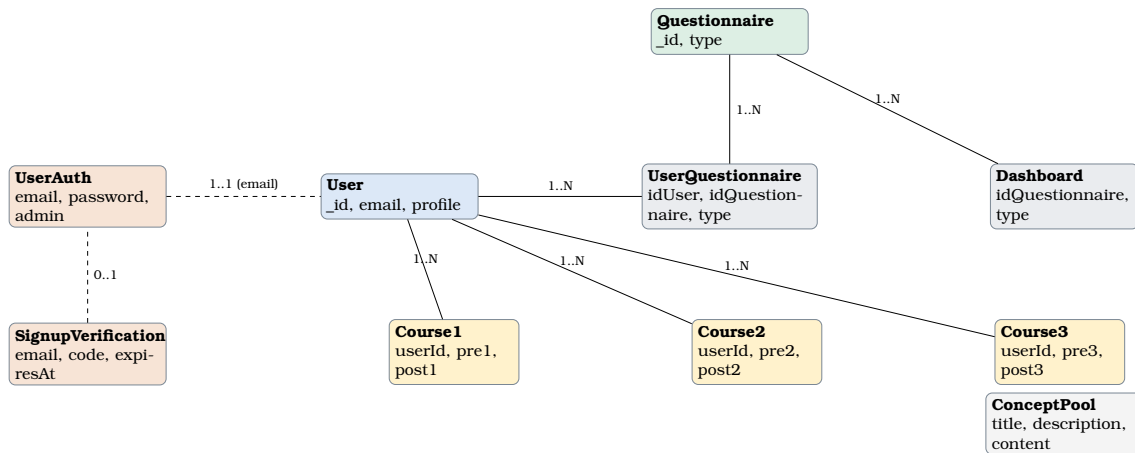 Questionnaire
_id, type
1..N
1..N
UserAuth
email, password,
admin
1..1 (email)
User
_id, email, profile
1..N
UserQuestionnaire
idUser, idQuestion-
naire, type
Dashboard
idQuestionnaire,
type
0..1
1..N
1..N
1..N
SignupVerification
email, code, expi-
resAt
Course1
userId, pre1,
post1
Course2
userId, pre2,
post2
Course3
userId, pre3,
post3
ConceptPool
title, description,
content